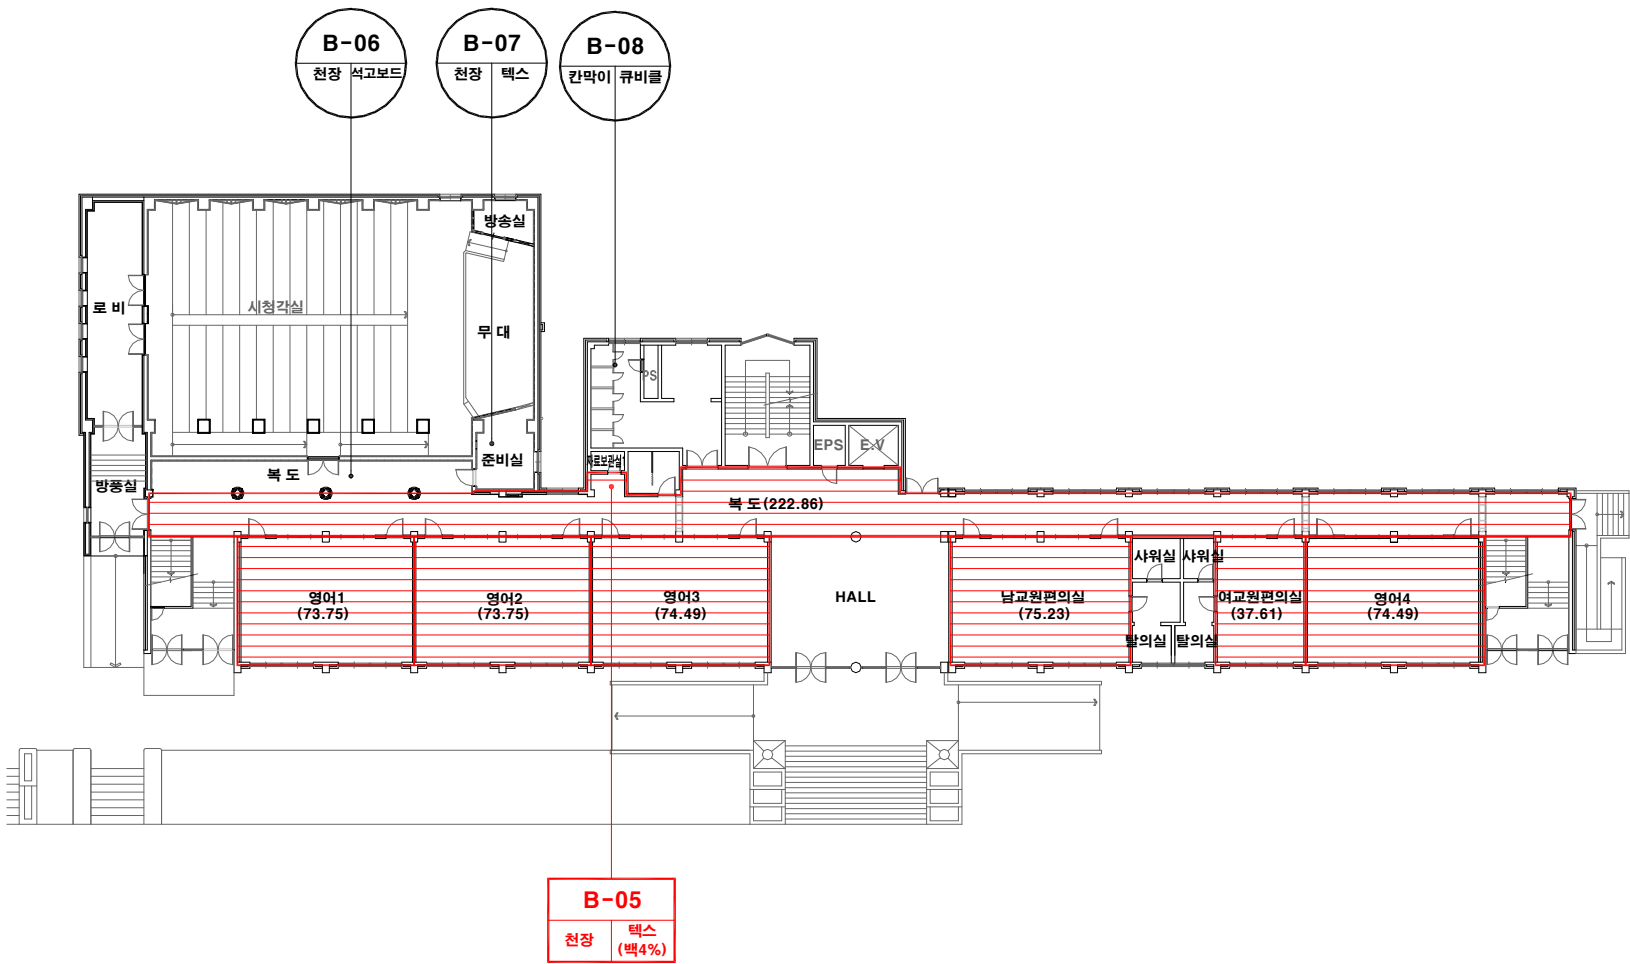 B-06
천장 석고보드
B-07
천장 텍스
B-08
칸막이 큐비클
방송실
로 비
시청각실
무 대
PS
준비실
자료보관실
EPS
E.V
복 도
방풍실
복 도(222.86)
영어1
(73.75)
영어2
(73.75)
영어3
(74.49)
HALL
남교원편의실
(75.23)
샤워실
샤워실
탈의실
탈의실
여교원편의실
(37.61)
영어4
(74.49)
B-05
천장
텍스
(백4%)